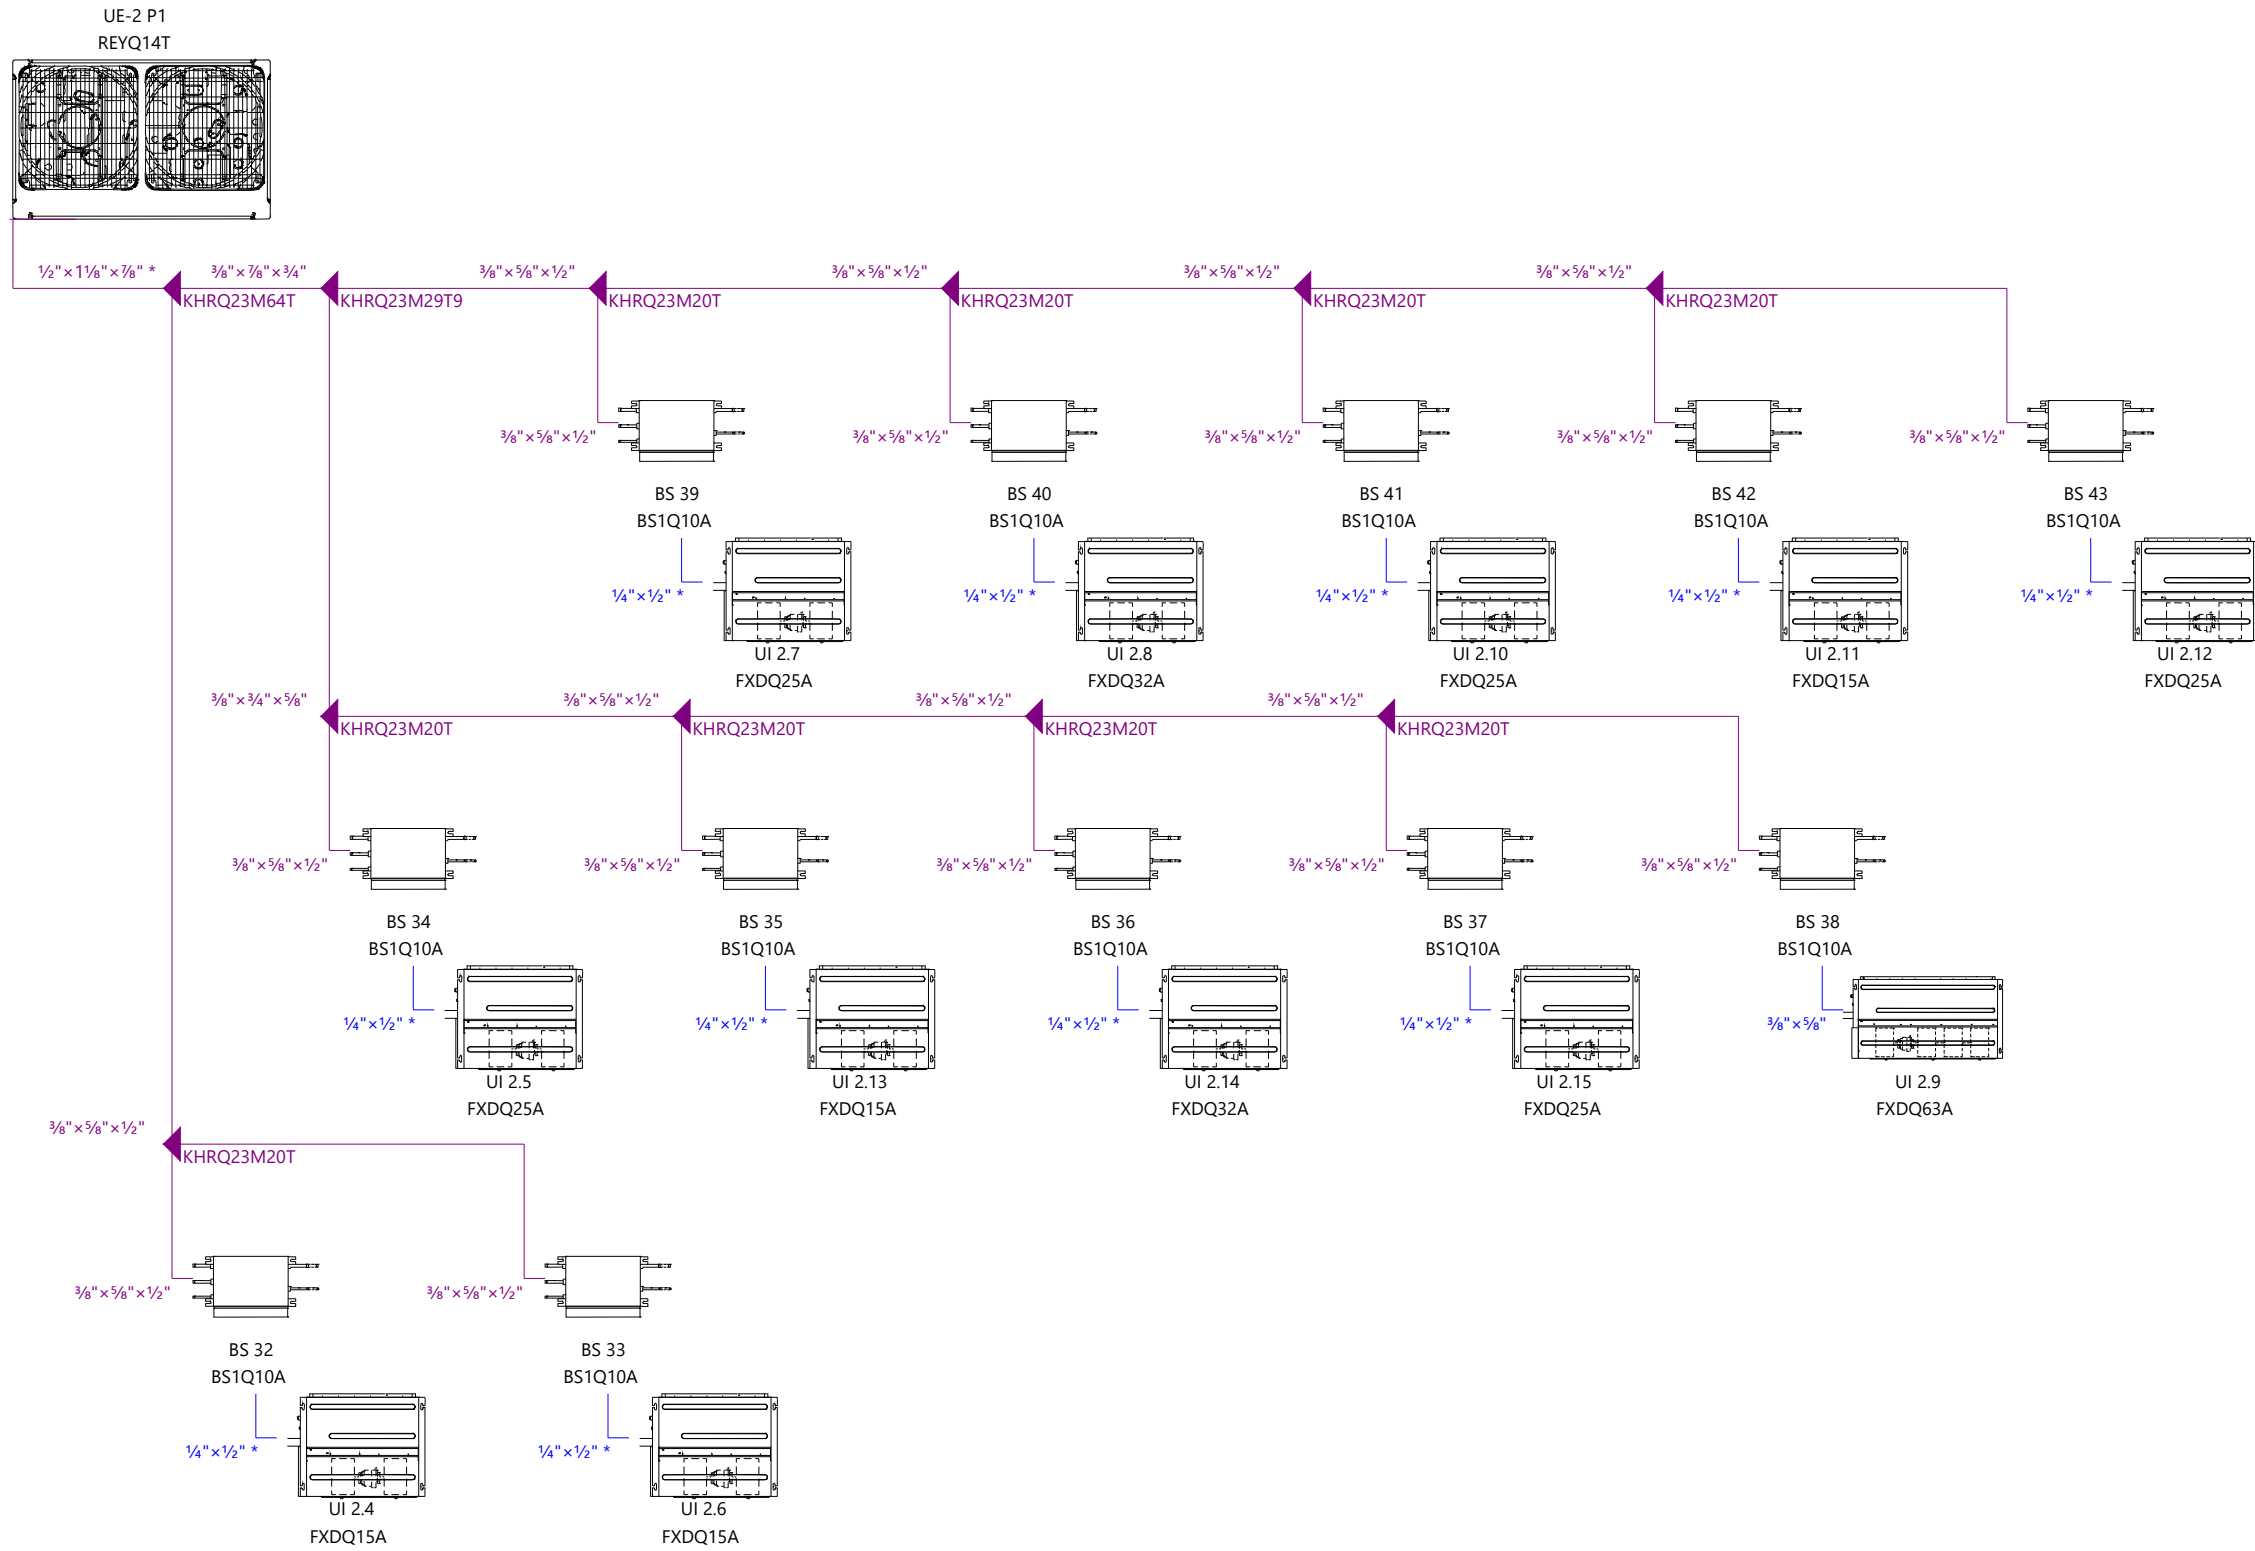 UE-2 P1
REYQ14T
½"×1⅛"×⅞" *
⅜"×⅞"×¾"
⅜"×⅝"×½"
⅜"×⅝"×½"
⅜"×⅝"×½"
⅜"×⅝"×½"
KHRQ23M64T
KHRQ23M29T9
KHRQ23M20T
KHRQ23M20T
KHRQ23M20T
KHRQ23M20T
⅜"×⅝"×½"
⅜"×⅝"×½"
⅜"×⅝"×½"
⅜"×⅝"×½"
⅜"×⅝"×½"
BS 39
BS1Q10A
BS 40
BS1Q10A
BS 41
BS1Q10A
BS 42
BS1Q10A
BS 43
BS1Q10A
¼"×½" *
¼"×½" *
¼"×½" *
¼"×½" *
¼"×½" *
UI 2.7
FXDQ25A
UI 2.8
FXDQ32A
UI 2.10
FXDQ25A
UI 2.11
FXDQ15A
UI 2.12
FXDQ25A
⅜"×¾"×⅝"
⅜"×⅝"×½"
⅜"×⅝"×½"
⅜"×⅝"×½"
KHRQ23M20T
KHRQ23M20T
KHRQ23M20T
KHRQ23M20T
⅜"×⅝"×½"
⅜"×⅝"×½"
⅜"×⅝"×½"
⅜"×⅝"×½"
⅜"×⅝"×½"
BS 34
BS1Q10A
BS 35
BS1Q10A
BS 36
BS1Q10A
BS 37
BS1Q10A
BS 38
BS1Q10A
¼"×½" *
¼"×½" *
¼"×½" *
¼"×½" *
⅜"×⅝"
UI 2.5
FXDQ25A
UI 2.13
FXDQ15A
UI 2.14
FXDQ32A
UI 2.15
FXDQ25A
UI 2.9
FXDQ63A
⅜"×⅝"×½"
KHRQ23M20T
⅜"×⅝"×½"
⅜"×⅝"×½"
BS 32
BS1Q10A
BS 33
BS1Q10A
¼"×½" *
¼"×½" *
UI 2.4
FXDQ15A
UI 2.6
FXDQ15A